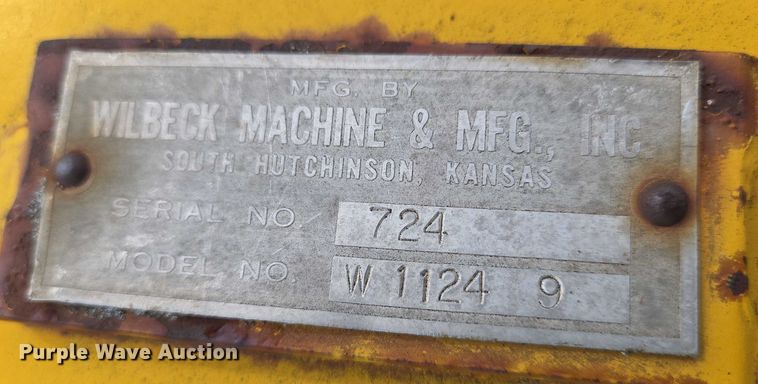 MFG. BY
WILBECK MACHINE & MFG., INC.
SOUTH HUTCHINSON, KANSAS
SERIAL NO. 724
MODEL NO. W 1124 9
Purple Wave Auction